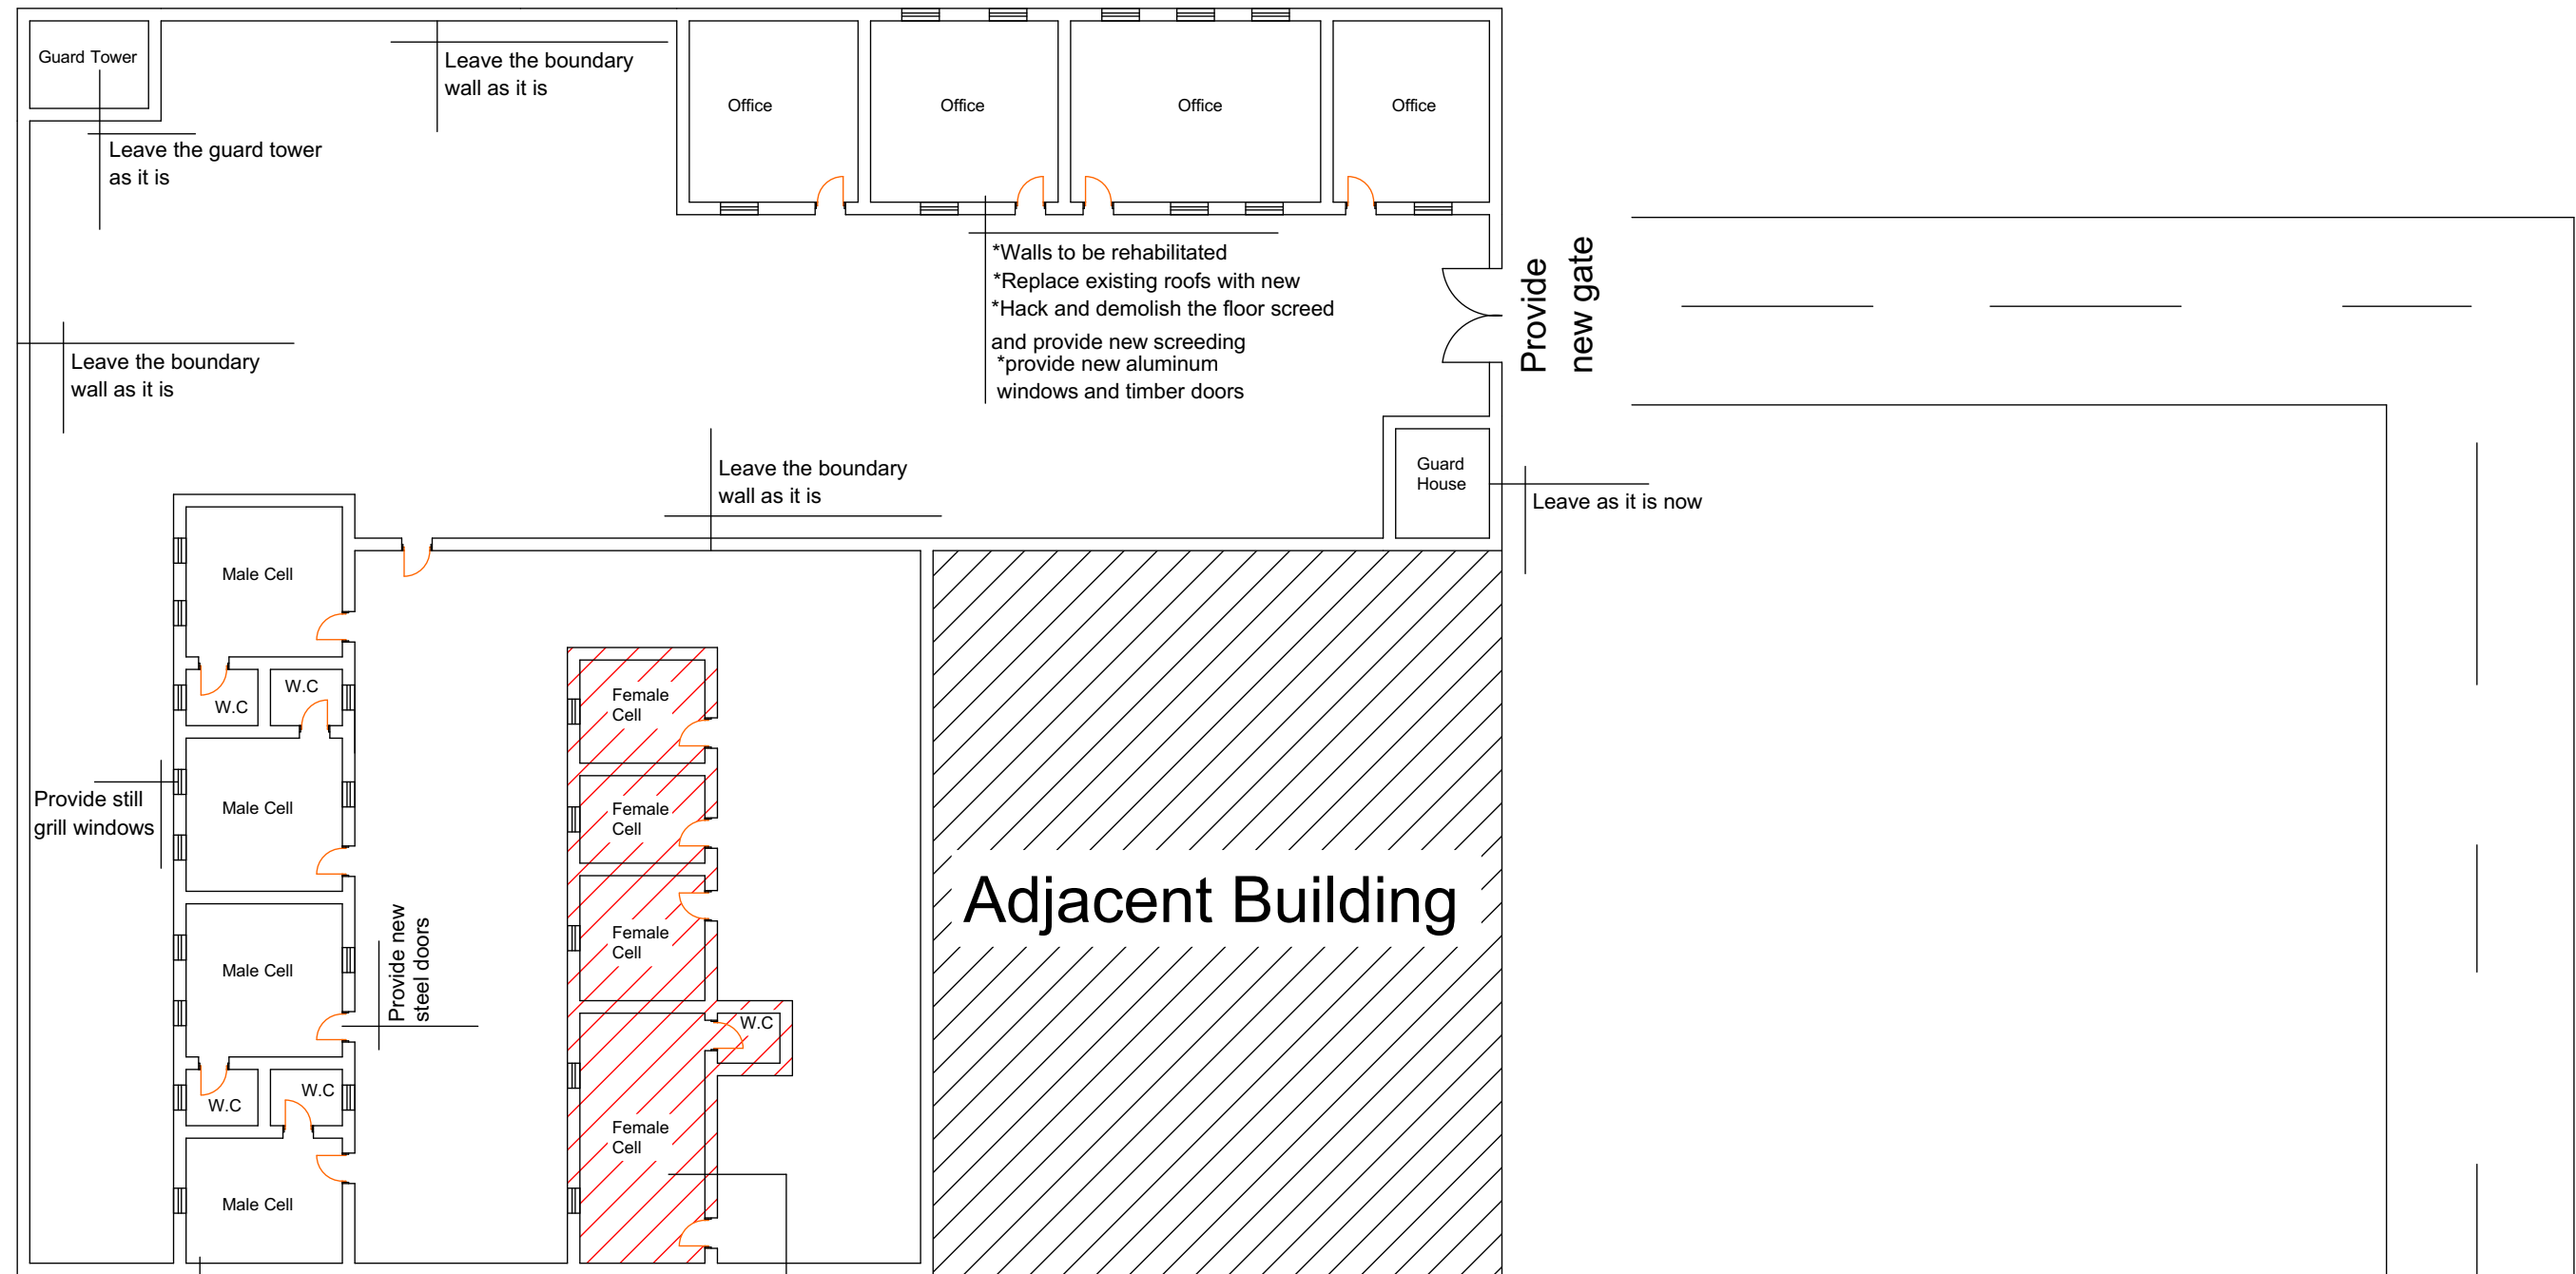 Guard Tower
Leave the guard tower
as it is
Leave the boundary
wall as it is
Office
Office
Office
Office
*Walls to be rehabilitated
*Replace existing roofs with new
*Hack and demolish the floor screed
and provide new screeding
*provide new aluminum
windows and timber doors
Provide
new gate
Leave the boundary
wall as it is
Leave the boundary
wall as it is
Guard
House
Leave as it is now
Male Cell
W.C
W.C
Provide still
grill windows
Male Cell
Male Cell
Provide new
steel doors
W.C
W.C
Male Cell
Female
Cell
Female
Cell
Female
Cell
W.C
Female
Cell
Adjacent Building